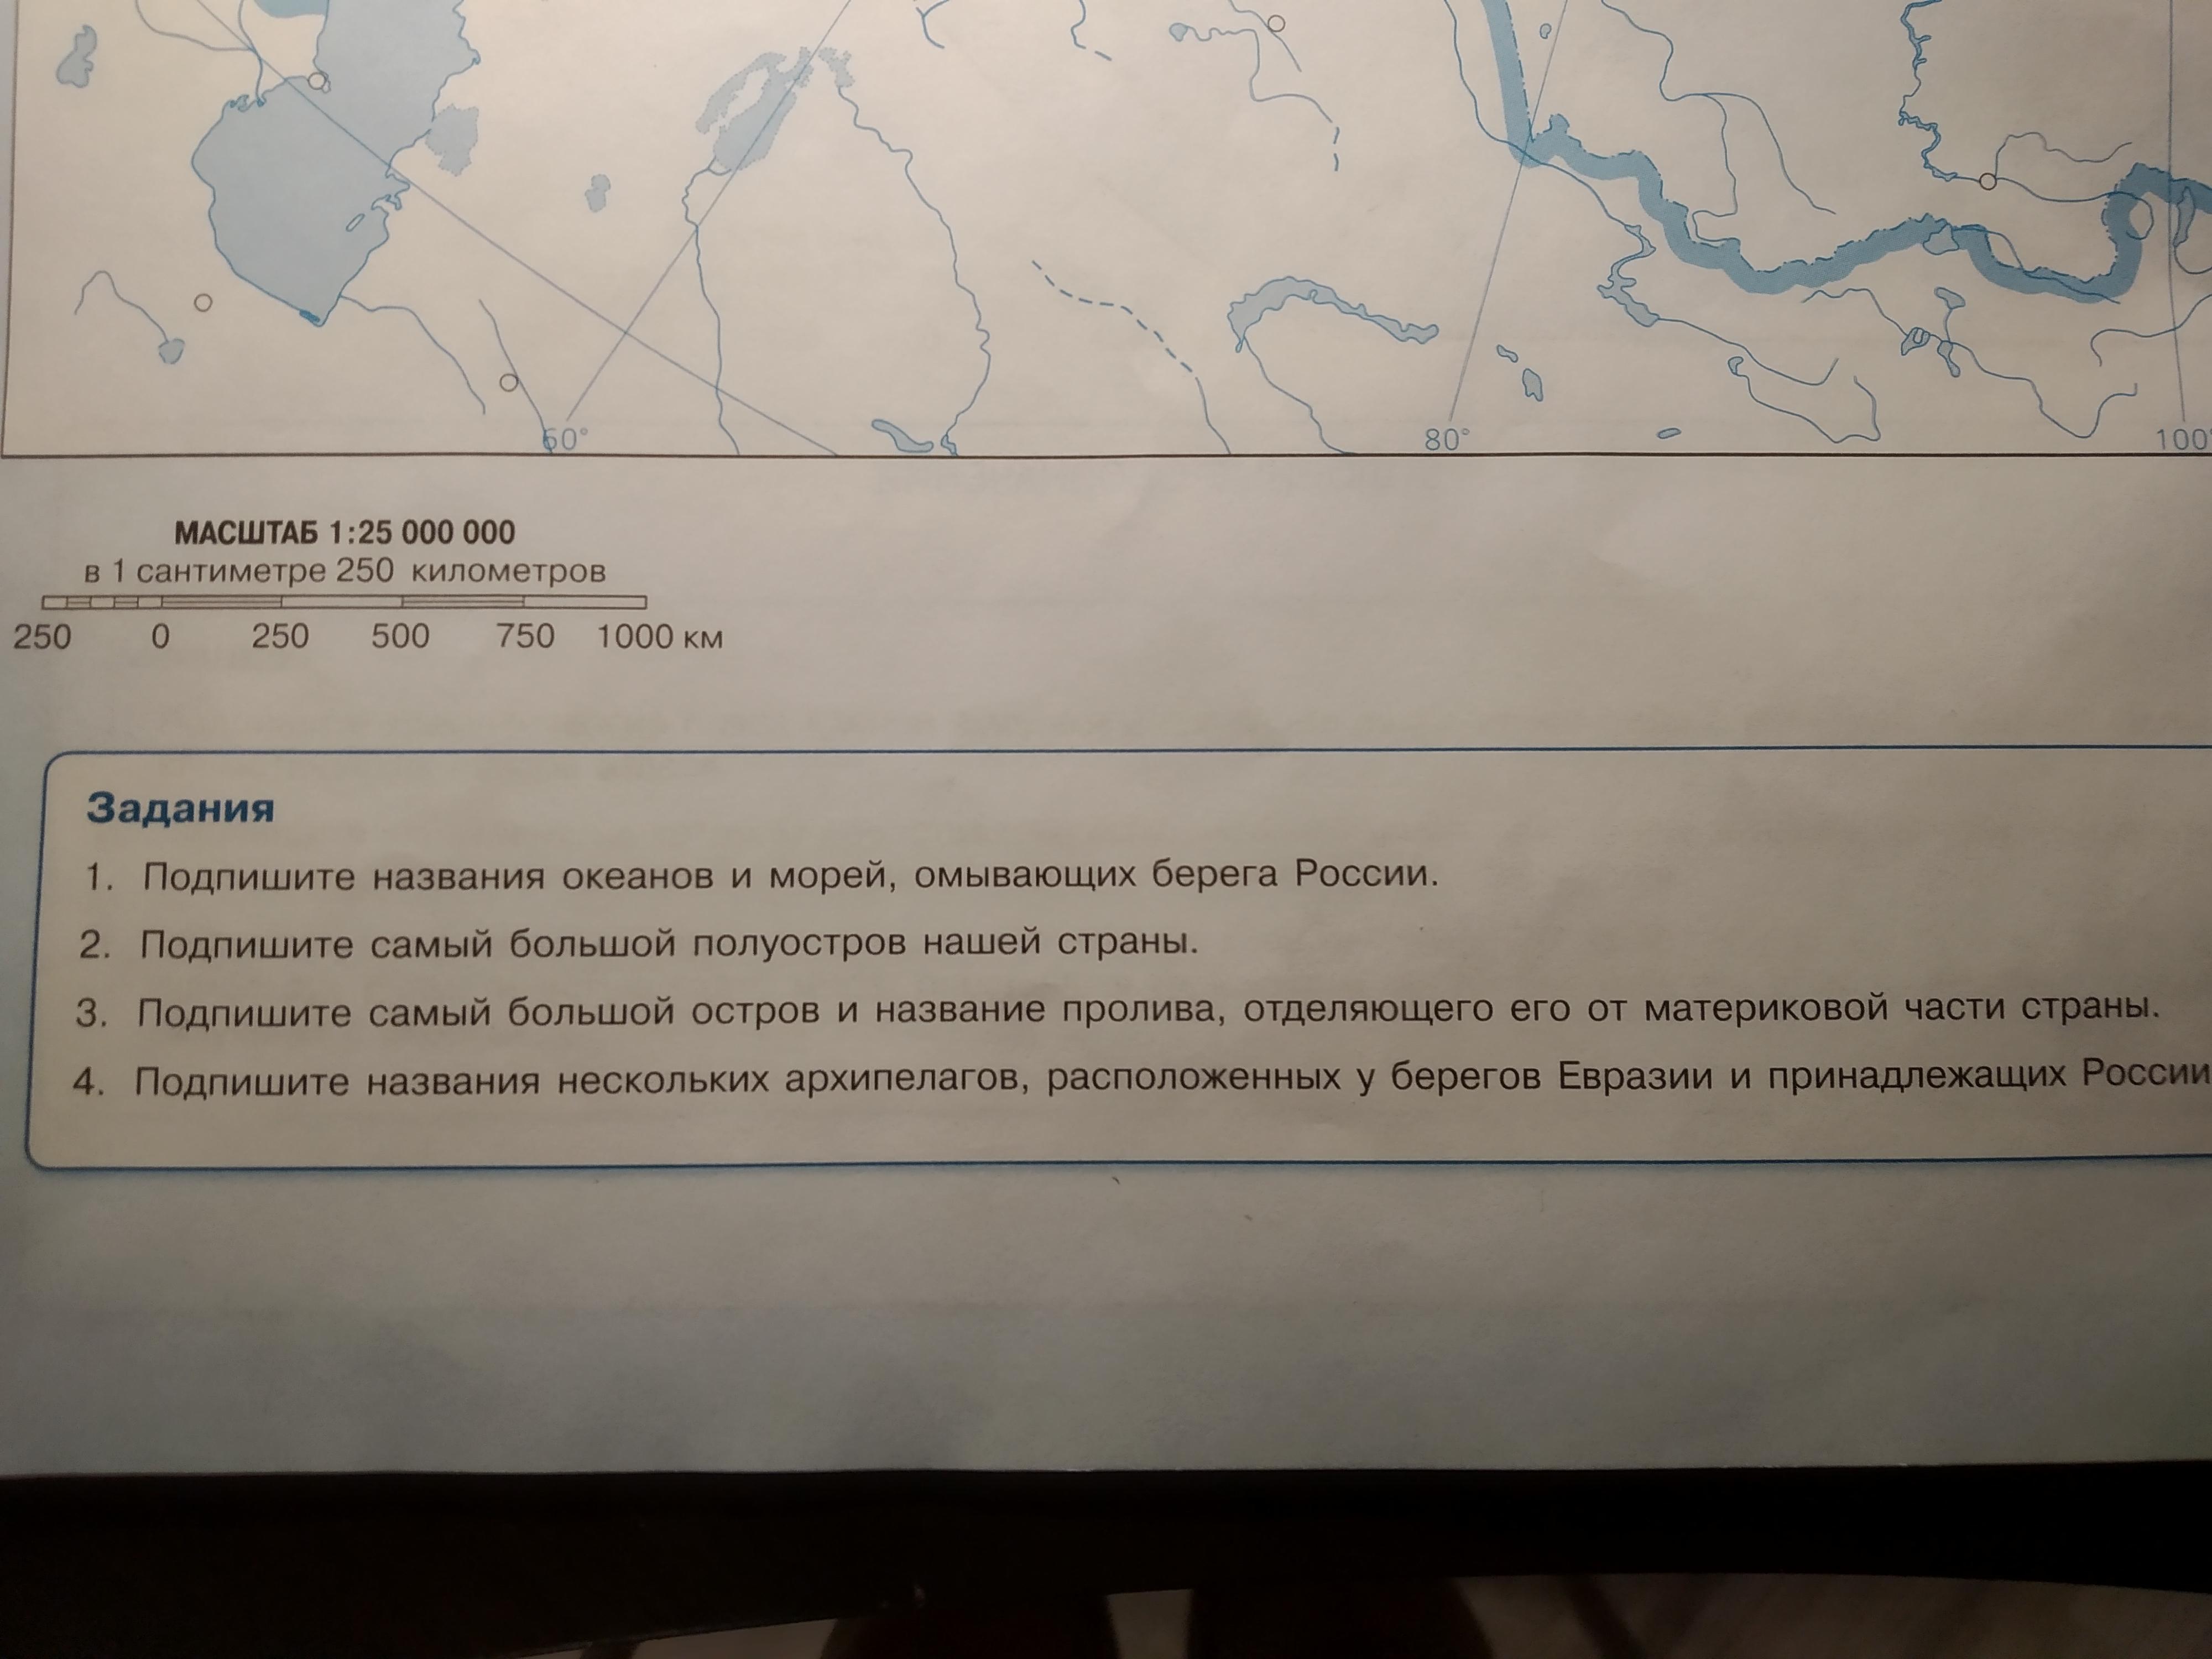 60°
80°
100°
МАСШТАБ 1:25 000 000
в 1 сантиметре 250 километров
250 0 250 500 750 1000 км
Задания
1. Подпишите названия океанов и морей, омывающих берега России.
2. Подпишите самый большой полуостров нашей страны.
3. Подпишите самый большой остров и название пролива, отделяющего его от материковой части страны.
4. Подпишите названия нескольких архипелагов, расположенных у берегов Евразии и принадлежащих России